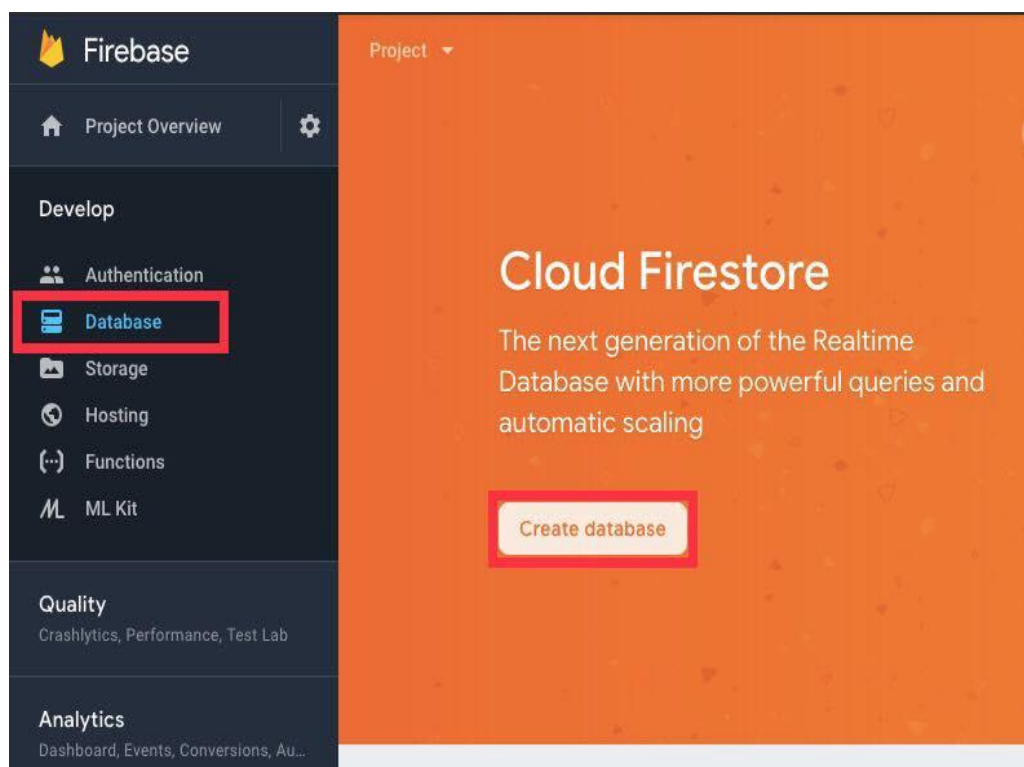 Firebase
Project Overview
Develop
Authentication
Database
Storage
Hosting
Functions
ML Kit
Quality
Crashlytics, Performance, Test Lab
Analytics
Dashboard, Events, Conversions, Au...
Project
Cloud Firestore
The next generation of the Realtime
Database with more powerful queries and
automatic scaling
Create database